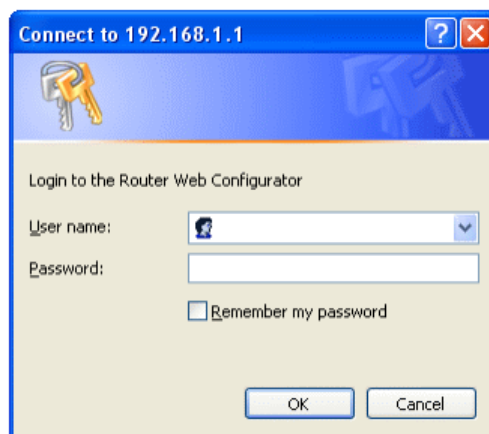 Connect to 192.168.1.1
Login to the Router Web Configurator
User name:
Password:
Remember my password
OK
Cancel